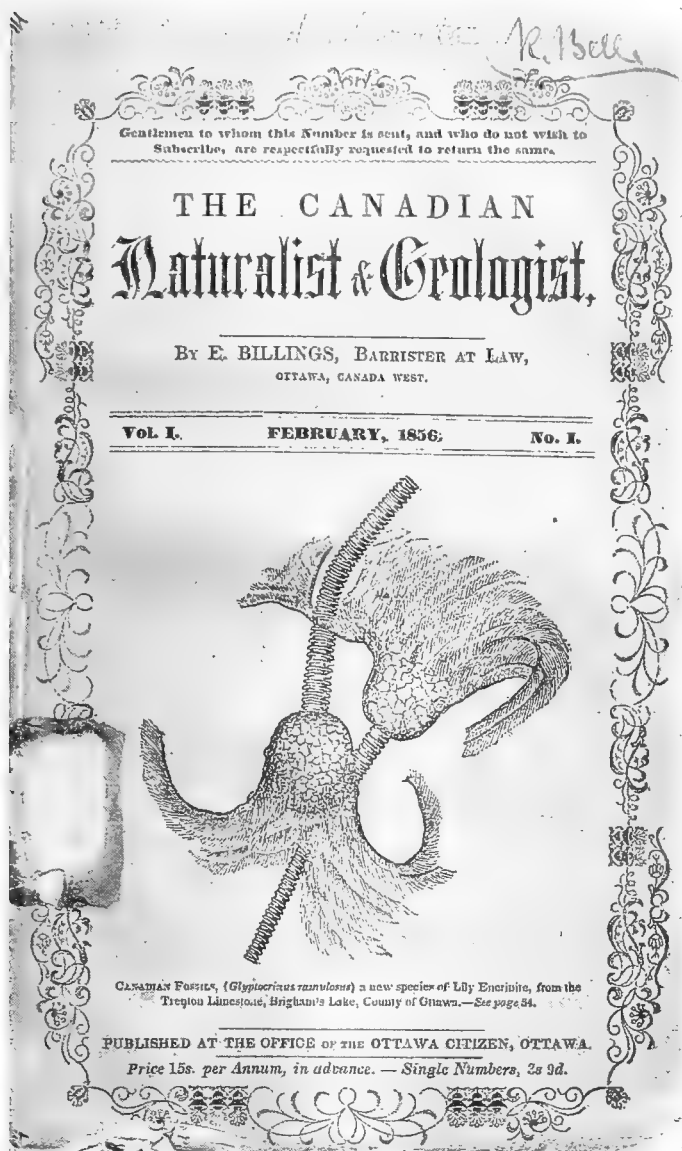 R. Bell.
Gentlemen to whom this Number is sent, and who do not wish to
Subscribe, are respectfully requested to return the same.
THE CANADIAN
Naturalist & Geologist,
BY E. BILLINGS, BARRISTER AT LAW,
OTTAWA, CANADA WEST.
Vol. I. FEBRUARY, 1856. No. I.
CANADIAN FOSSILS, (Glyptocrinus ramulosus) a new species of Lily Encrinite, from the
Trenton Limestone, Brigham's Lake, County of Ottawa.—See page 54.
PUBLISHED AT THE OFFICE OF THE OTTAWA CITIZEN, OTTAWA.
Price 15s. per Annum, in advance. — Single Numbers, 2s 9d.